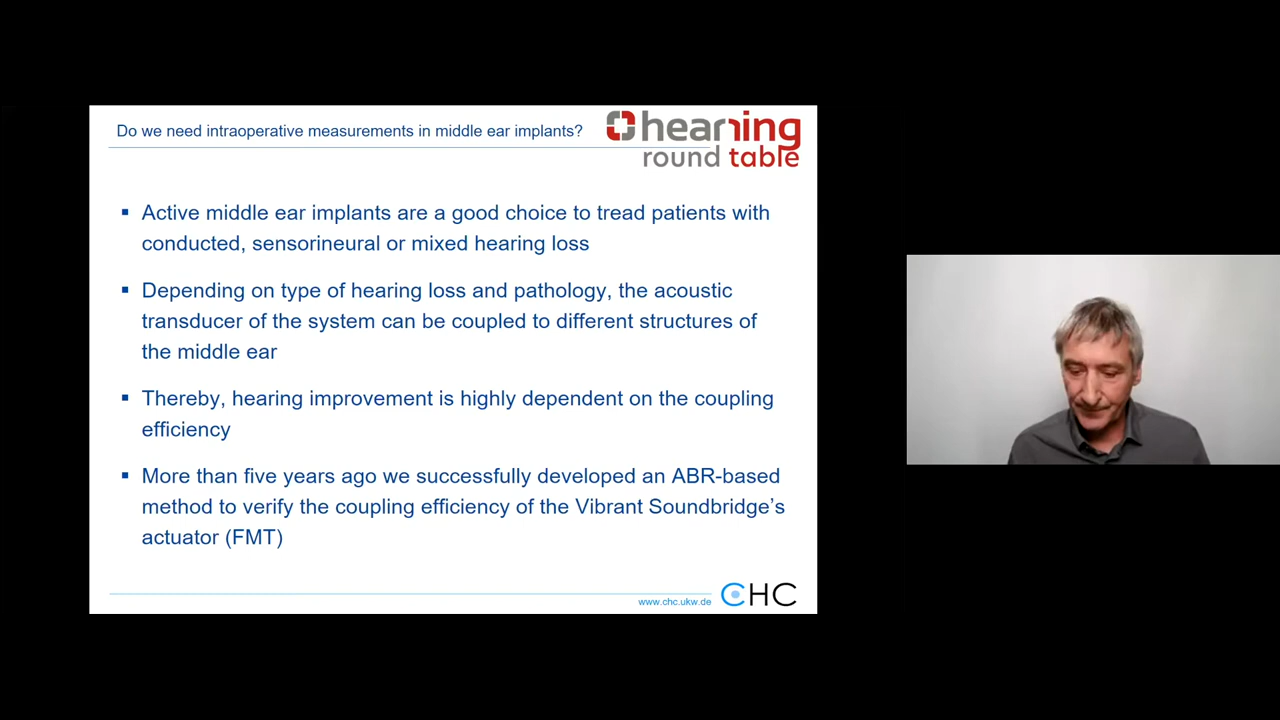 Do we need intraoperative measurements in middle ear implants?
hearring
round table
▪ Active middle ear implants are a good choice to tread patients with
conducted, sensorineural or mixed hearing loss
▪ Depending on type of hearing loss and pathology, the acoustic
transducer of the system can be coupled to different structures of
the middle ear
▪ Thereby, hearing improvement is highly dependent on the coupling
efficiency
▪ More than five years ago we successfully developed an ABR-based
method to verify the coupling efficiency of the Vibrant Soundbridge’s
actuator (FMT)
www.chc.ukw.de
CHC